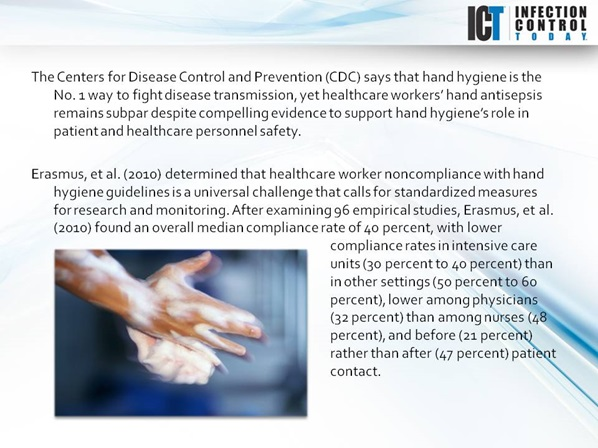 ICT INFECTION
CONTROL
TODAY
The Centers for Disease Control and Prevention (CDC) says that hand hygiene is the
No. 1 way to fight disease transmission, yet healthcare workers’ hand antisepsis
remains subpar despite compelling evidence to support hand hygiene’s role in
patient and healthcare personnel safety.
Erasmus, et al. (2010) determined that healthcare worker noncompliance with hand
hygiene guidelines is a universal challenge that calls for standardized measures
for research and monitoring. After examining 96 empirical studies, Erasmus, et al.
(2010) found an overall median compliance rate of 40 percent, with lower
compliance rates in intensive care
units (30 percent to 40 percent) than
in other settings (50 percent to 60
percent), lower among physicians
(32 percent) than among nurses (48
percent), and before (21 percent)
rather than after (47 percent) patient
contact.